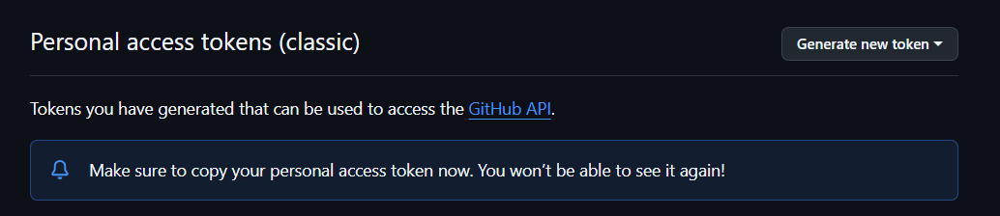 Personal access tokens (classic)
Generate new token
Tokens you have generated that can be used to access the GitHub API.
Make sure to copy your personal access token now. You won’t be able to see it again!